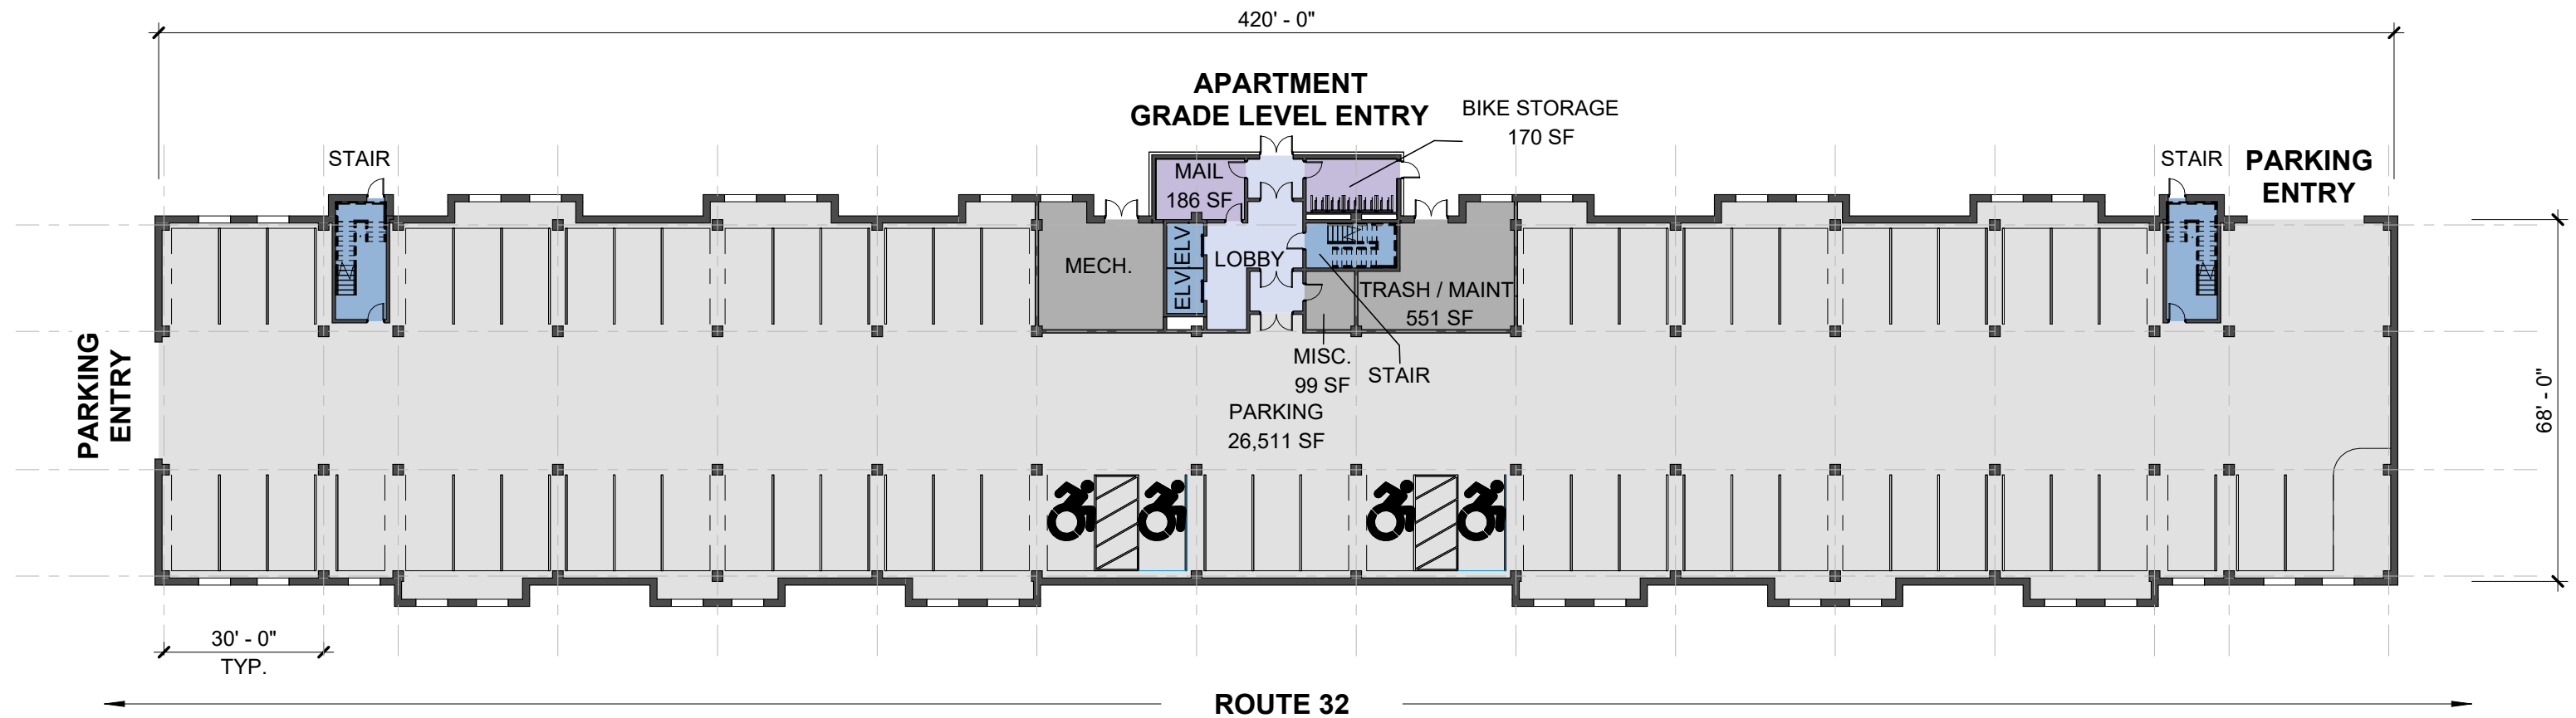 420' - 0"
APARTMENT
GRADE LEVEL ENTRY
BIKE STORAGE
170 SF
STAIR
STAIR
PARKING
ENTRY
MAIL
186 SF
ELV
ELV
LOBBY
MECH.
TRASH / MAINT.
551 SF
MISC.
99 SF
STAIR
PARKING
ENTRY
PARKING
26,511 SF
68' - 0"
30' - 0"
TYP.
ROUTE 32